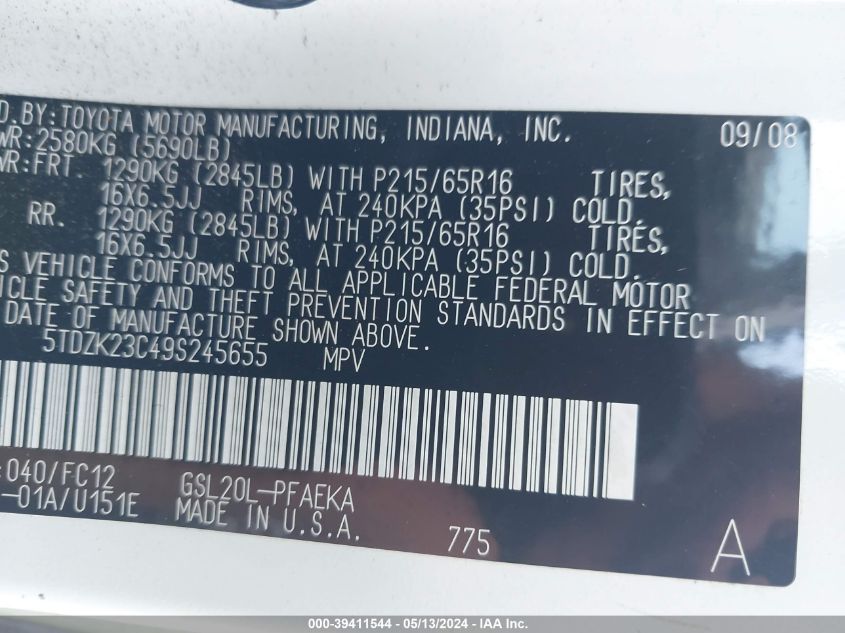 D. BY: TOYOTA MOTOR MANUFACTURING, INDIANA, INC. 09/08
WR: 2580KG (5690LB)
WR: FRT. 1290KG (2845LB) WITH P215/65R16 TIRES,
16X6.5JJ RIMS, AT 240KPA (35PSI) COLD.
RR. 1290KG (2845LB) WITH P215/65R16 TIRES,
16X6.5JJ RIMS, AT 240KPA (35PSI) COLD.
S VEHICLE CONFORMS TO ALL APPLICABLE FEDERAL MOTOR
ICLE SAFETY AND THEFT PREVENTION STANDARDS IN EFFECT ON
DATE OF MANUFACTURE SHOWN ABOVE.
5TDZK23C49S245655 MPV
:040/FC12 GSL20L-PFAEKA
-01A/U151E MADE IN U.S.A. 775 A
000-39411544 - 05/13/2024 - IAA Inc.